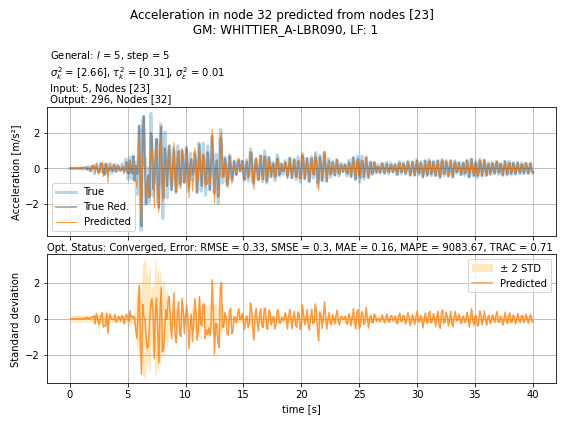 Acceleration in node 32 predicted from nodes [23]
GM: WHITTIER_A-LBR090, LF: 1
General: l = 5, step = 5
σ²ₖ = [2.66], τ²ₖ = [0.31], σ²ε = 0.01
Input: 5, Nodes [23]
Output: 296, Nodes [32]
Acceleration [m/s²]
2
0
−2
True
True Red.
Predicted
Opt. Status: Converged, Error: RMSE = 0.33, SMSE = 0.3, MAE = 0.16, MAPE = 9083.67, TRAC = 0.71
Standard deviation
2
0
−2
± 2 STD
Predicted
0 5 10 15 20 25 30 35 40
time [s]